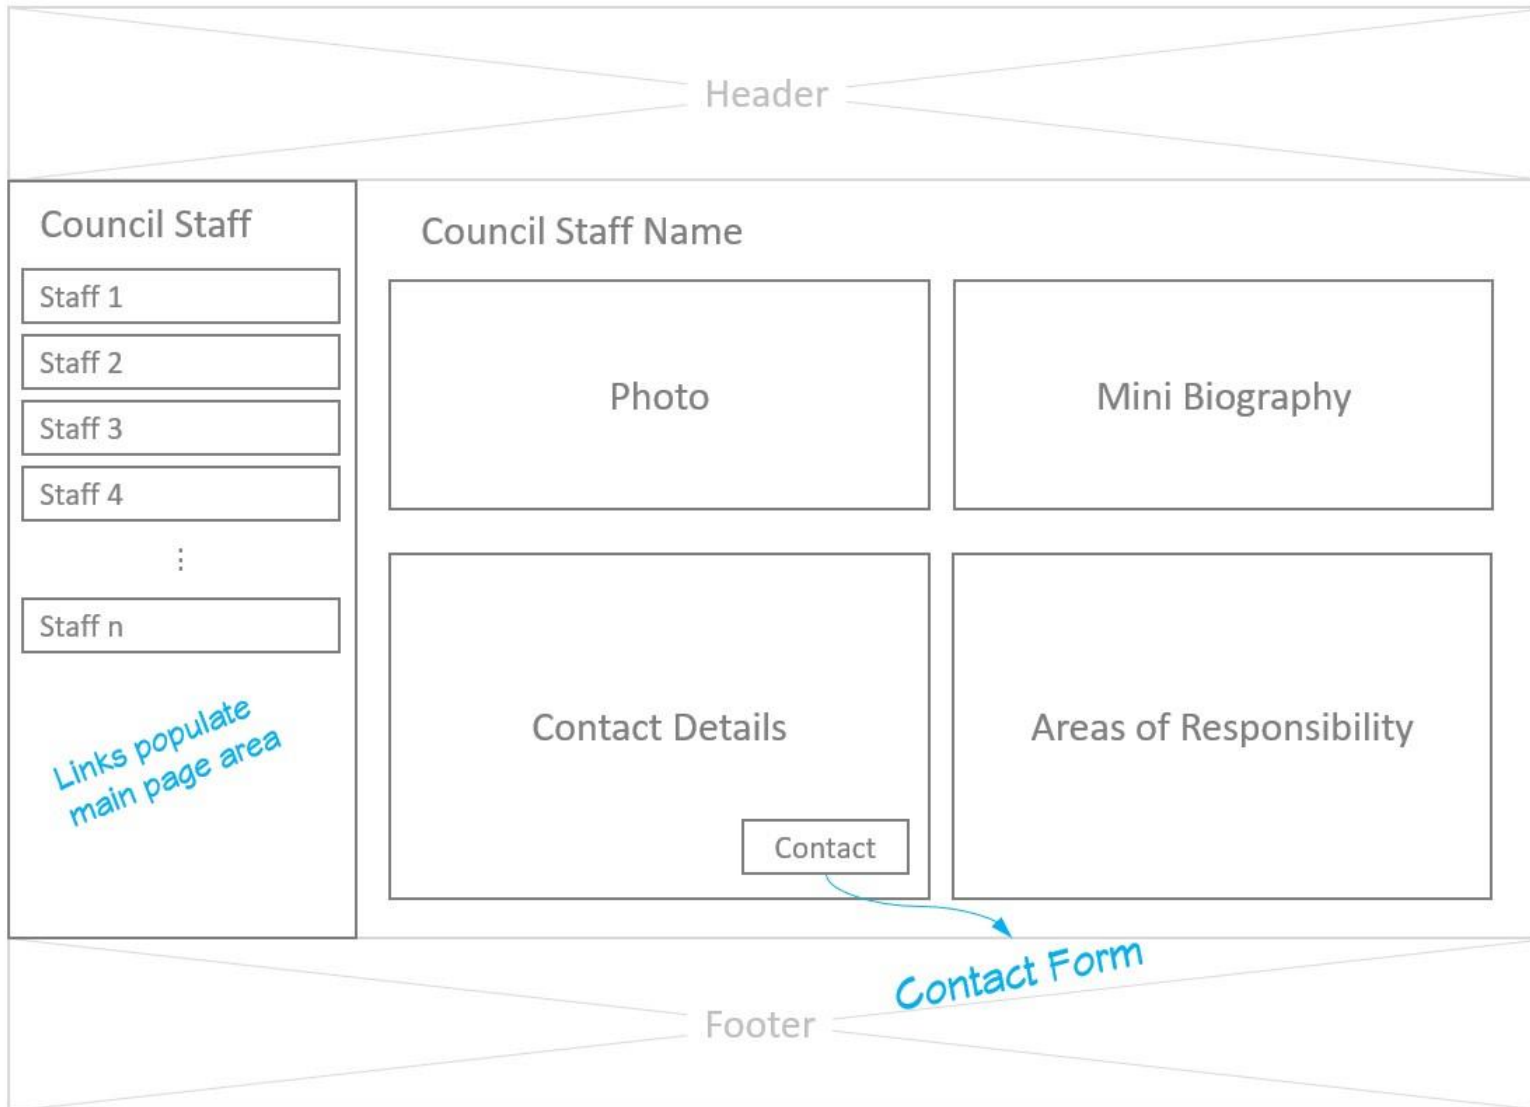 Header
Council Staff
Staff 1
Staff 2
Staff 3
Staff 4
⋮
Staff n
Links populate
main page area
Council Staff Name
Photo
Mini Biography
Contact Details
Contact
Areas of Responsibility
Contact Form
Footer